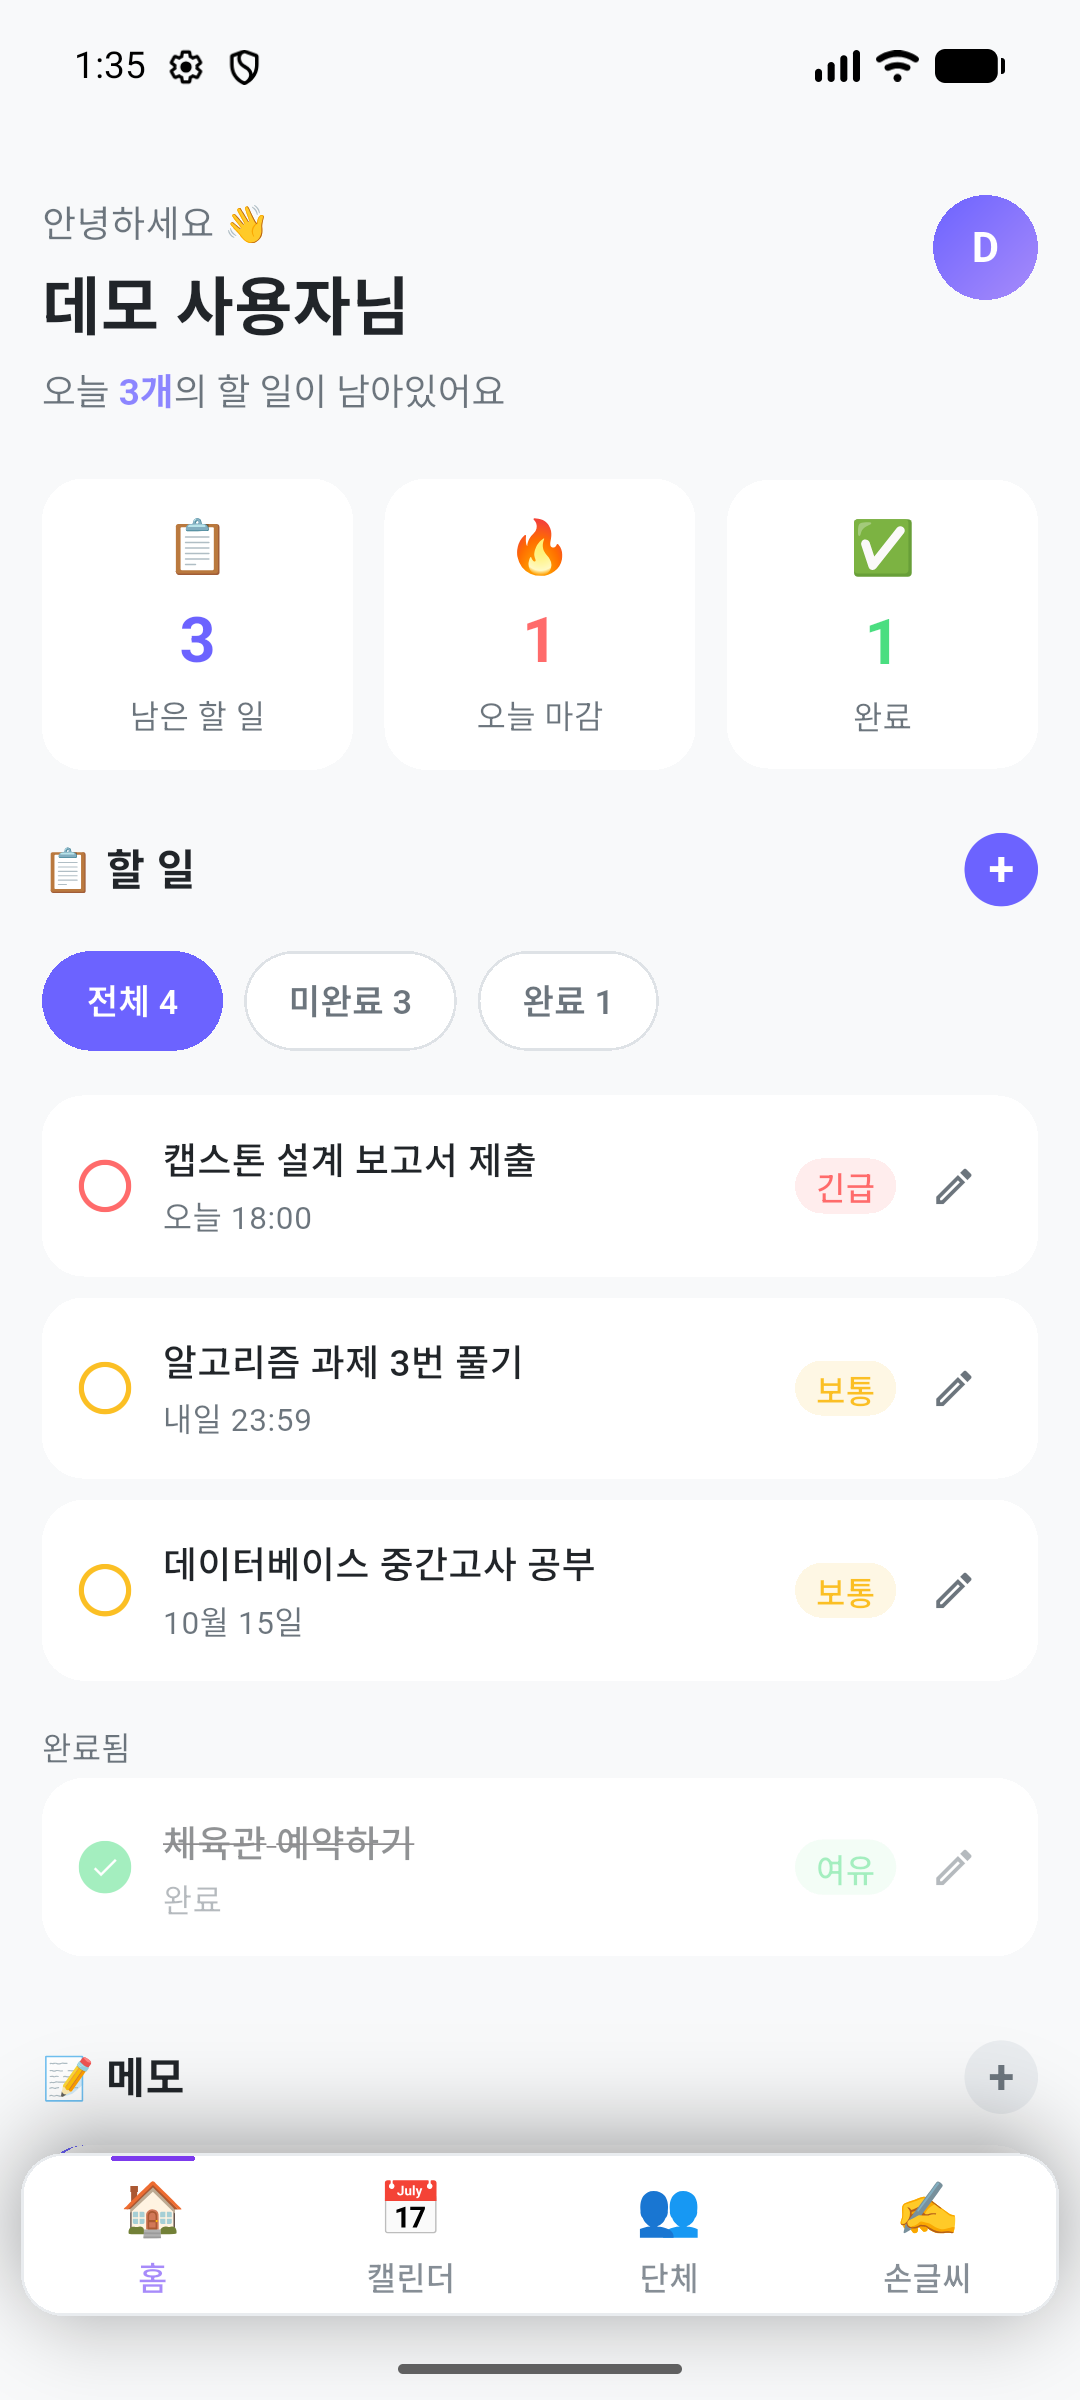 1:35
안녕하세요 👋
D
데모 사용자님
오늘 3개의 할 일이 남아있어요
3
남은 할 일
1
오늘 마감
1
완료
할 일
+
전체 4
미완료 3
완료 1
캡스톤 설계 보고서 제출
오늘 18:00
긴급
알고리즘 과제 3번 풀기
내일 23:59
보통
데이터베이스 중간고사 공부
10월 15일
보통
완료됨
체육관 예약하기
완료
여유
메모
+
July
17
홈
캘린더
단체
손글씨